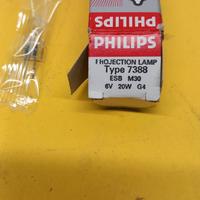 PHILIPS
PHILIPS
PROJECTION LAMP
Type 7388
ESB M30
6V 20W G4